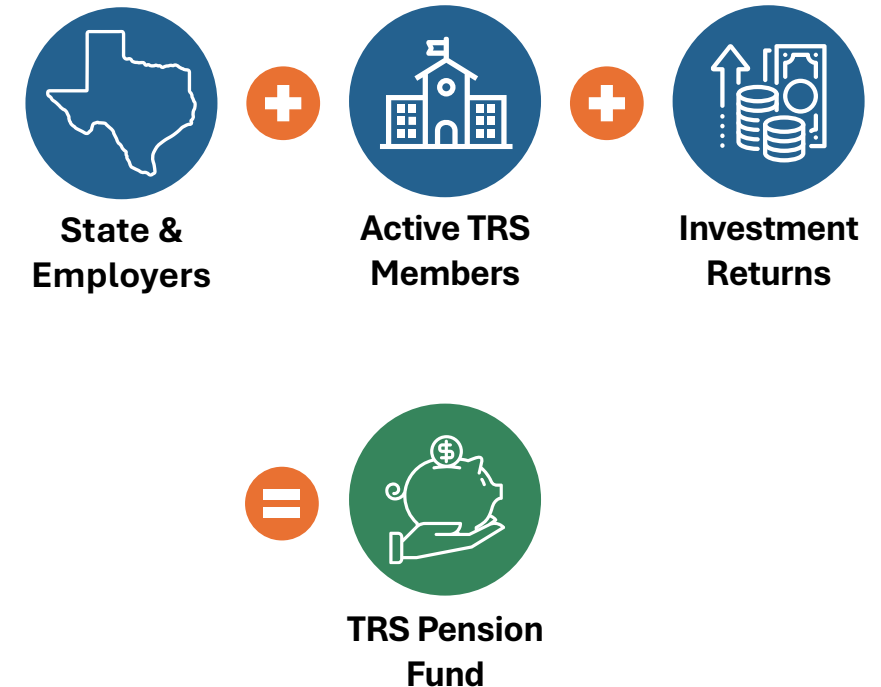 State &
Employers
Active TRS
Members
Investment
Returns
$
TRS Pension
Fund